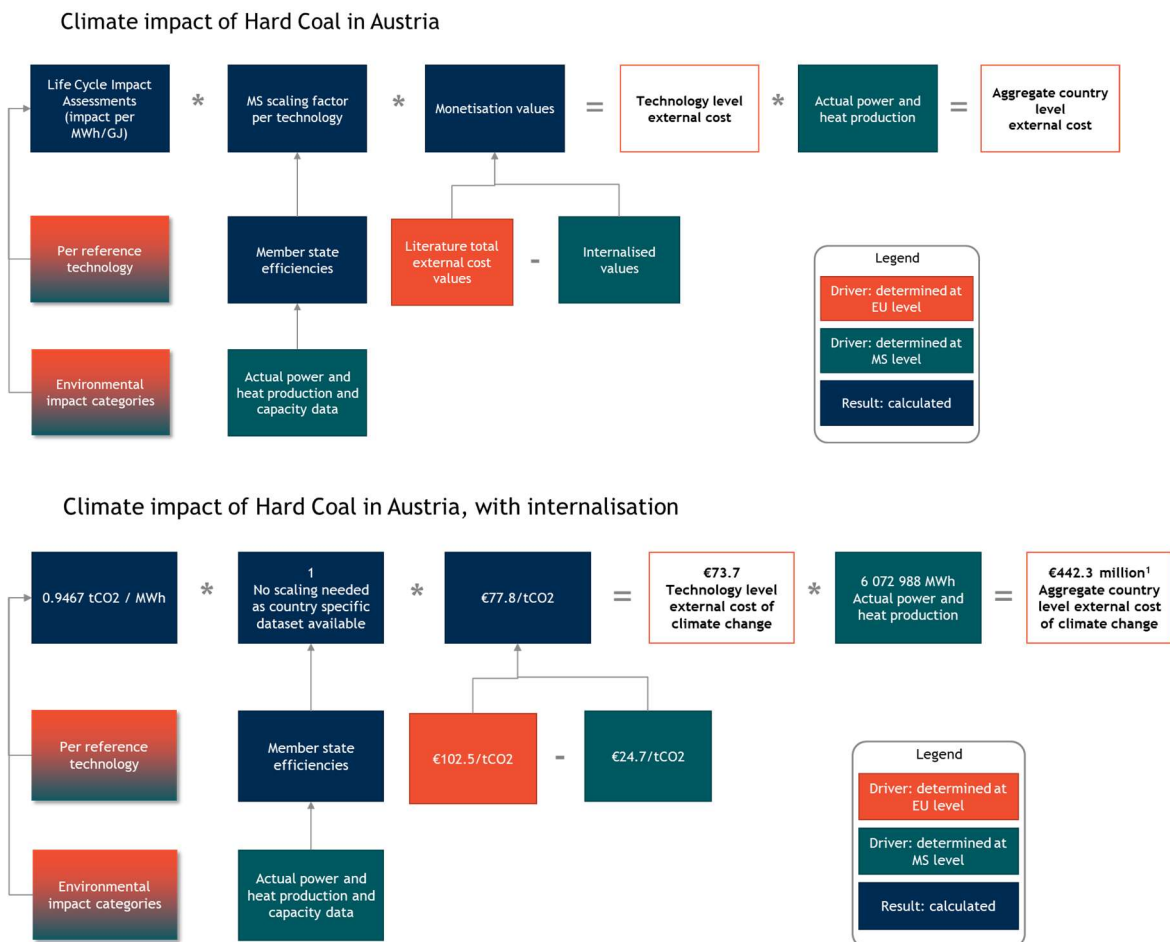 Climate impact of Hard Coal in Austria
Life Cycle Impact
Assessments
(impact per
MWh/GJ)
*
MS scaling factor
per technology
*
Monetisation values
=
Technology level
external cost
*
Actual power and
heat production
=
Aggregate country
level
external cost
Per reference
technology
Member state
efficiencies
Literature total
external cost
values
-
Internalised
values
Environmental
impact categories
Actual power and
heat production and
capacity data
Legend
Driver: determined at
EU level
Driver: determined at
MS level
Result: calculated
Climate impact of Hard Coal in Austria, with internalisation
0.9467 tCO2 / MWh
*
1
No scaling needed
as country specific
dataset available
*
€77.8/tCO2
=
€73.7
Technology level
external cost of
climate change
*
6 072 988 MWh
Actual power and
heat production
=
€442.3 million¹
Aggregate country
level external cost
of climate change
Per reference
technology
Member state
efficiencies
€102.5/tCO2
-
€24.7/tCO2
Environmental
impact categories
Actual power and
heat production and
capacity data
Legend
Driver: determined at
EU level
Driver: determined at
MS level
Result: calculated